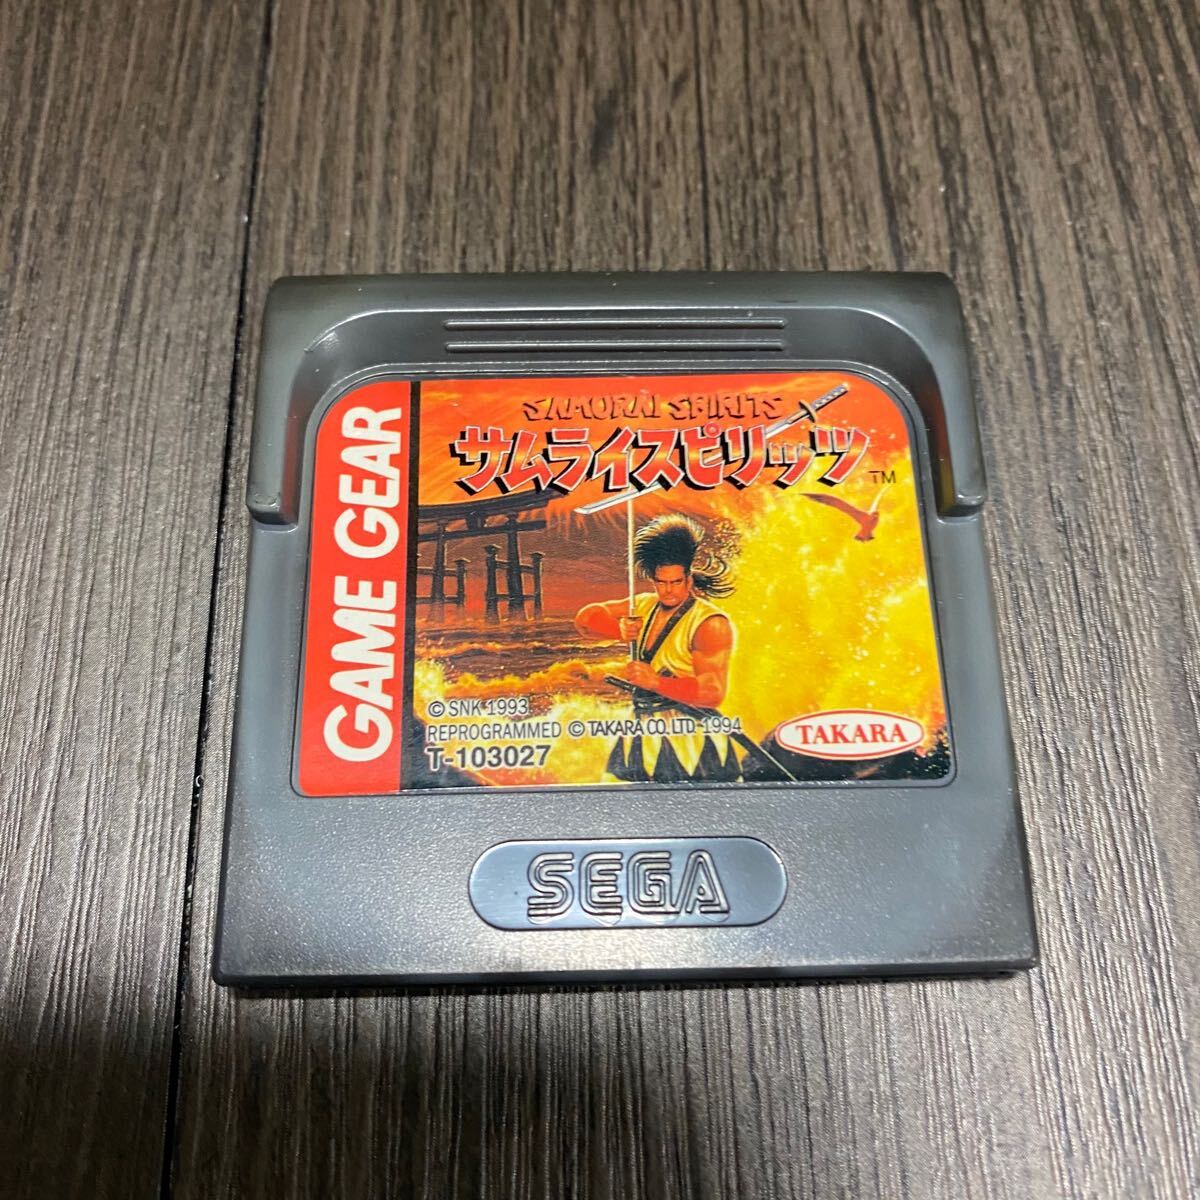 GAME GEAR
SAMURAI SPIRITS
サムライスピリッツ
TM
© SNK 1993
REPROGRAMMED © TAKARA CO.LTD. 1994
T-103027
TAKARA
SEGA